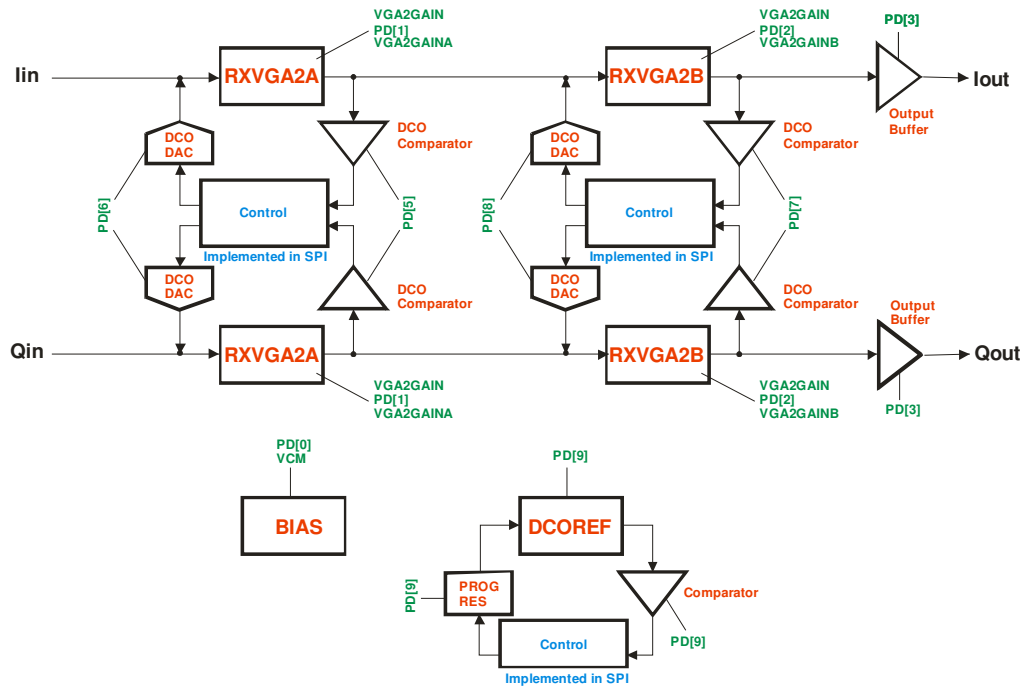 VGA2GAIN
PD[1]
VGA2GAINA
VGA2GAIN
PD[2]
VGA2GAINB
PD[3]
Iin
RXVGA2A
RXVGA2B
Iout
Output
Buffer
DCO
DAC
DCO
Comparator
DCO
DAC
DCO
Comparator
PD[6]
Control
PD[5]
PD[8]
Control
PD[7]
Implemented in SPI
Implemented in SPI
DCO
DAC
DCO
Comparator
DCO
DAC
DCO
Comparator
Output
Buffer
Qin
RXVGA2A
RXVGA2B
Qout
VGA2GAIN
PD[1]
VGA2GAINA
VGA2GAIN
PD[2]
VGA2GAINB
PD[3]
PD[0]
VCM
BIAS
PD[9]
DCOREF
PD[9]
PROG
RES
Comparator
PD[9]
Control
Implemented in SPI